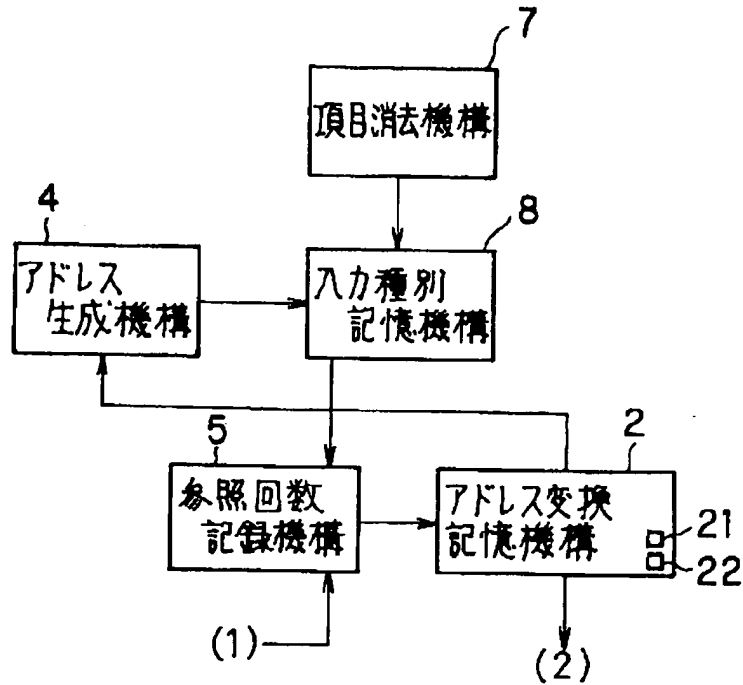 7
項目消去機構
4
アドレス
生成機構
8
入力種別
記憶機構
5
参照回数
記録機構
2
アドレス変換
記憶機構
21
22
(1)
(2)